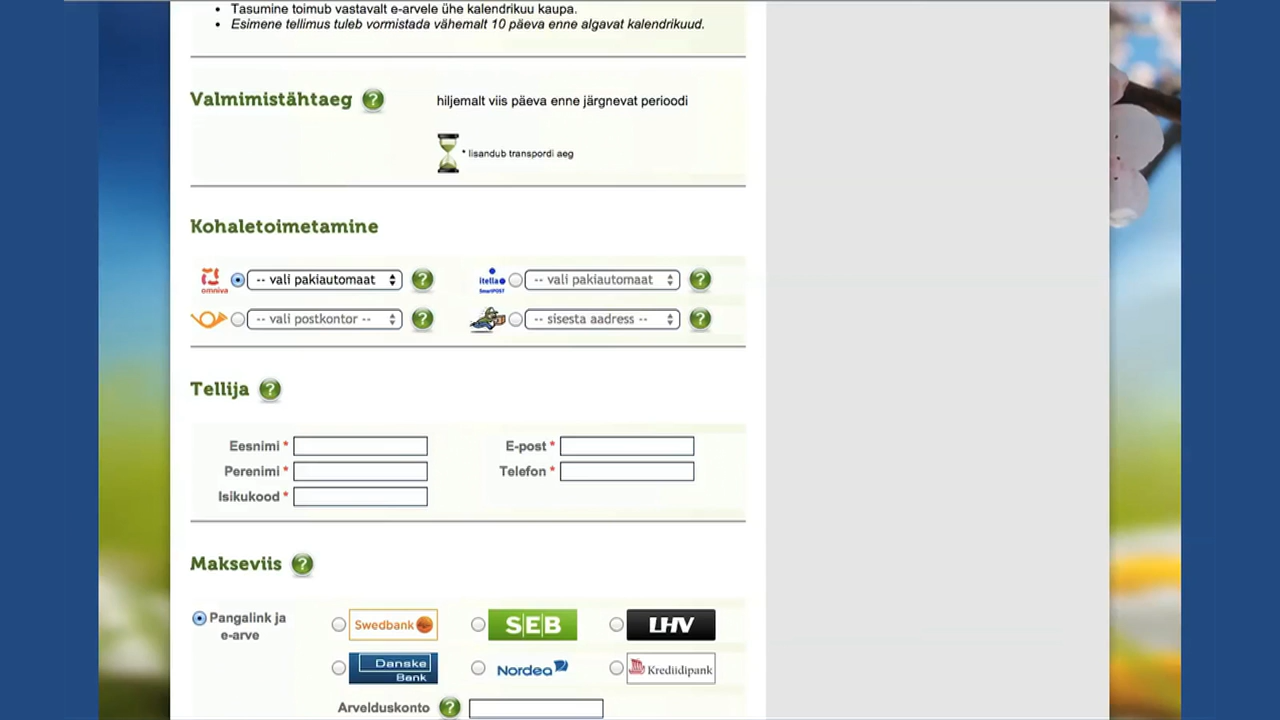 Tasumine toimub vastavalt e-arvele ühe kalendrikuu kaupa.
Esimene tellimus tuleb vormistada vähemalt 10 päeva enne algavat kalendrikuud.
Valmimistähtaeg ?
hiljemalt viis päeva enne järgnevat perioodi
* lisandub transpordi aeg
Kohaletoimetamine
omniva -- vali pakiautomaat ? itella SmartPOST -- vali pakiautomaat ?
-- vali postkontor -- ? -- sisesta aadress -- ?
Tellija ?
Eesnimi * E-post *
Perenimi * Telefon *
Isikukood *
Makseviis ?
Pangalink ja
e-arve
Swedbank SEB LHV
Danske
Bank
Nordea Krediidipank
Arvelduskonto ?